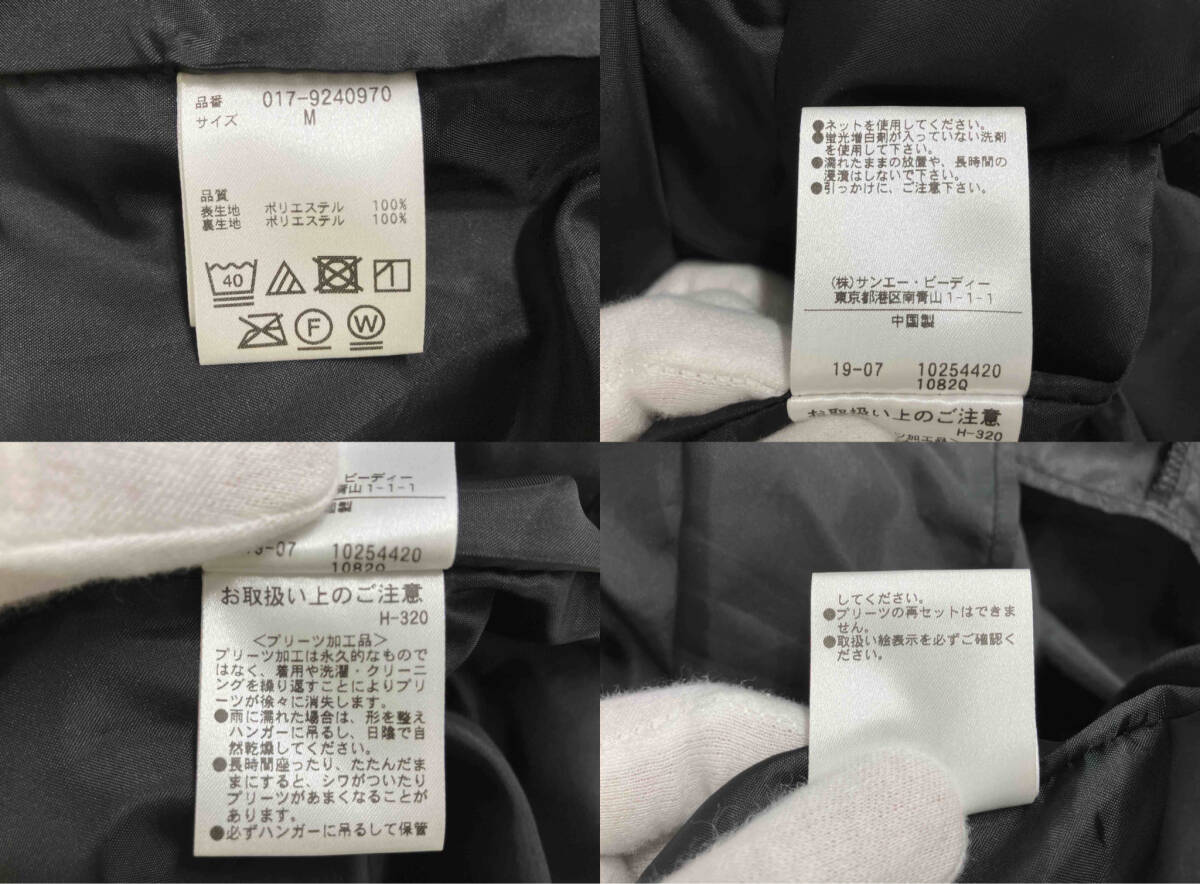 品番 017-9240970
サイズ M
品質
表生地 ポリエステル 100%
裏生地 ポリエステル 100%
40
F
W
●ネットを使用してください。
●蛍光増白剤が入っていない洗剤
を使用して下さい。
●濡れたままの放置や、長時間の
浸漬はしないで下さい。
●引っかけに、ご注意下さい。
(株)サンエー・ビーディー
東京都港区南青山1-1-1
中国製
19-07 10254420
1082Q
お取扱い上のご注意
H-320
ビーディー
青山1-1-1
製
19-07 10254420
1082Q
お取扱い上のご注意
H-320
<プリーツ加工品>
プリーツ加工は永久的なもので
はなく、着用や洗濯・クリーニ
ングを繰り返すことによりプリ
ーツが徐々に消失します。
●雨に濡れた場合は、形を整え
ハンガーに吊るし、日陰で自
然乾燥してください。
●長時間座ったり、たたんだま
まにすると、シワがついたり
プリーツがあまくなることが
あります。
●必ずハンガーに吊るして保管
してください。
●プリーツの再セットはできま
せん。
●取扱い絵表示を必ずご確認く
ださい。